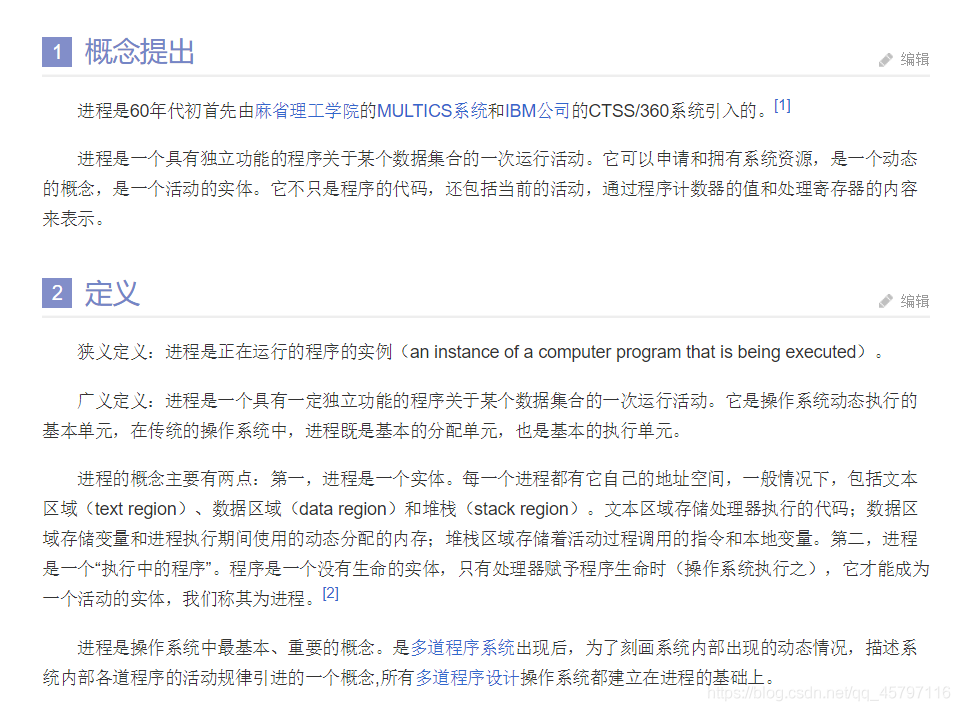 1 概念提出
编辑
进程是60年代初首先由麻省理工学院的MULTICS系统和IBM公司的CTSS/360系统引入的。[1]
进程是一个具有独立功能的程序关于某个数据集合的一次运行活动。它可以申请和拥有系统资源，是一个动态
的概念，是一个活动的实体。它不只是程序的代码，还包括当前的活动，通过程序计数器的值和处理寄存器的内容
来表示。
2 定义
编辑
狭义定义：进程是正在运行的程序的实例（an instance of a computer program that is being executed）。
广义定义：进程是一个具有一定独立功能的程序关于某个数据集合的一次运行活动。它是操作系统动态执行的
基本单元，在传统的操作系统中，进程既是基本的分配单元，也是基本的执行单元。
进程的概念主要有两点：第一，进程是一个实体。每一个进程都有它自己的地址空间，一般情况下，包括文本
区域（text region）、数据区域（data region）和堆栈（stack region）。文本区域存储处理器执行的代码；数据区
域存储变量和进程执行期间使用的动态分配的内存；堆栈区域存储着活动过程调用的指令和本地变量。第二，进程
是一个“执行中的程序”。程序是一个没有生命的实体，只有处理器赋予程序生命时（操作系统执行之），它才能成为
一个活动的实体，我们称其为进程。[2]
进程是操作系统中最基本、重要的概念。是多道程序系统出现后，为了刻画系统内部出现的动态情况，描述系
统内部各道程序的活动规律引进的一个概念,所有多道程序设计操作系统都建立在进程的基础上。
https://blog.csdn.net/qq_45797116